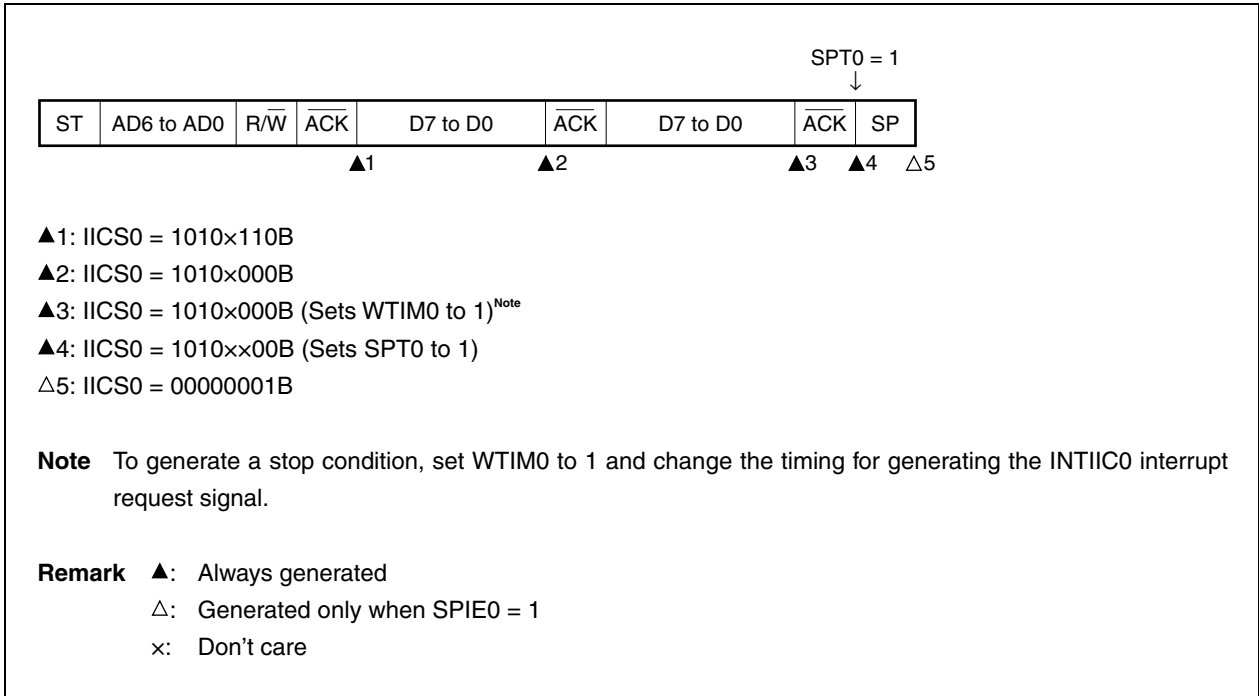 SPT0 = 1
↓
ST AD6 to AD0 R/W̅ A̅C̅K̅ D7 to D0 A̅C̅K̅ D7 to D0 A̅C̅K̅ SP
▲1 ▲2 ▲3 ▲4 △5
▲1: IICS0 = 1010×110B
▲2: IICS0 = 1010×000B
▲3: IICS0 = 1010×000B (Sets WTIM0 to 1)Note
▲4: IICS0 = 1010××00B (Sets SPT0 to 1)
△5: IICS0 = 00000001B
Note To generate a stop condition, set WTIM0 to 1 and change the timing for generating the INTIIC0 interrupt
request signal.
Remark ▲: Always generated
△: Generated only when SPIE0 = 1
×: Don't care